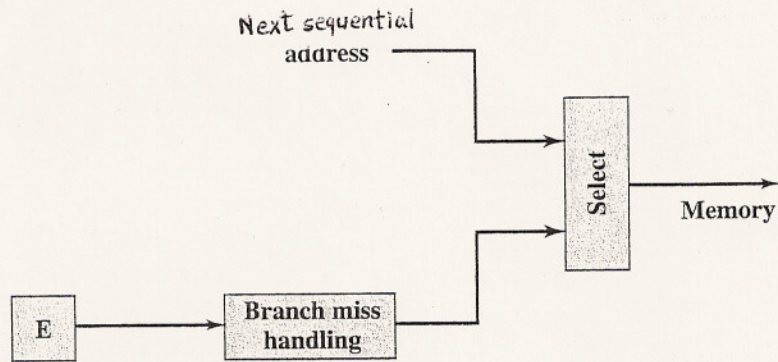 Next sequential
address
Select
Memory
E
Branch miss
handling